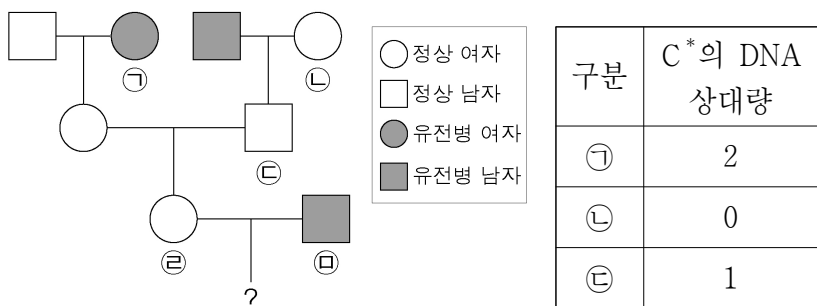 ㉠
㉡
㉢
㉣
㉤
?
정상 여자
정상 남자
유전병 여자
유전병 남자
구분 C*의 DNA 상대량
㉠ 2
㉡ 0
㉢ 1